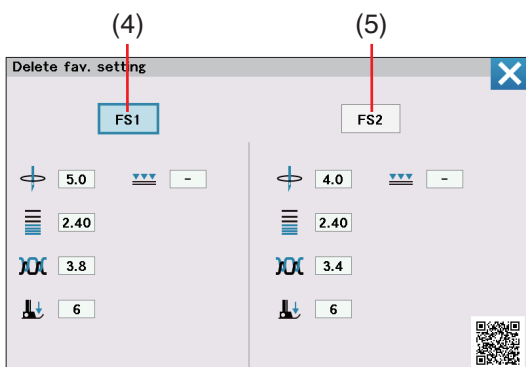 (4) (5)
Delete fav. setting
FS1 FS2
5.0 - 4.0 -
2.40 2.40
3.8 3.4
6 6